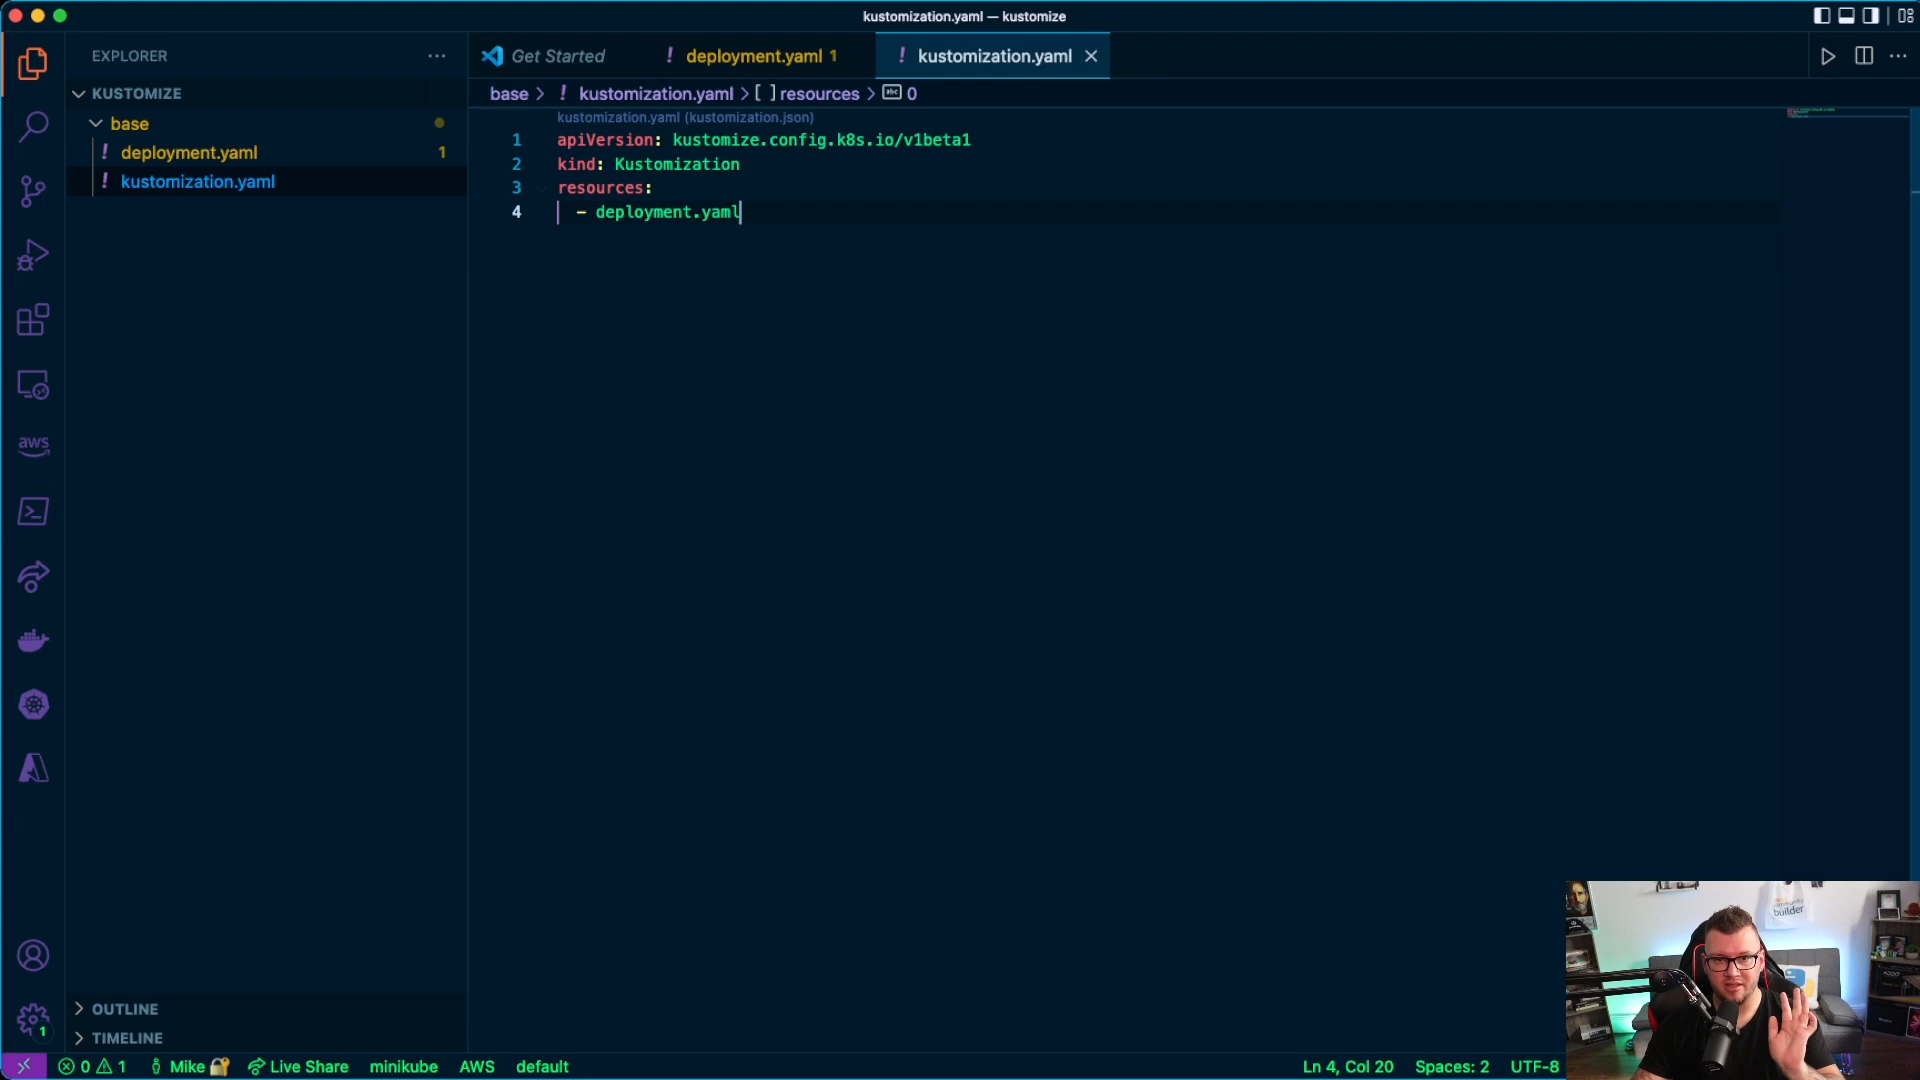 kustomization.yaml — kustomize
EXPLORER
KUSTOMIZE
base
deployment.yaml 1
kustomization.yaml
aws
OUTLINE
TIMELINE
Get Started
deployment.yaml 1
kustomization.yaml
base > ! kustomization.yaml > [ ] resources > abc 0
kustomization.yaml (kustomization.json)
1 apiVersion: kustomize.config.k8s.io/v1beta1
2 kind: Kustomization
3 resources:
4 - deployment.yaml
builder
1
0 1 Mike Live Share minikube AWS default
Ln 4, Col 20 Spaces: 2 UTF-8